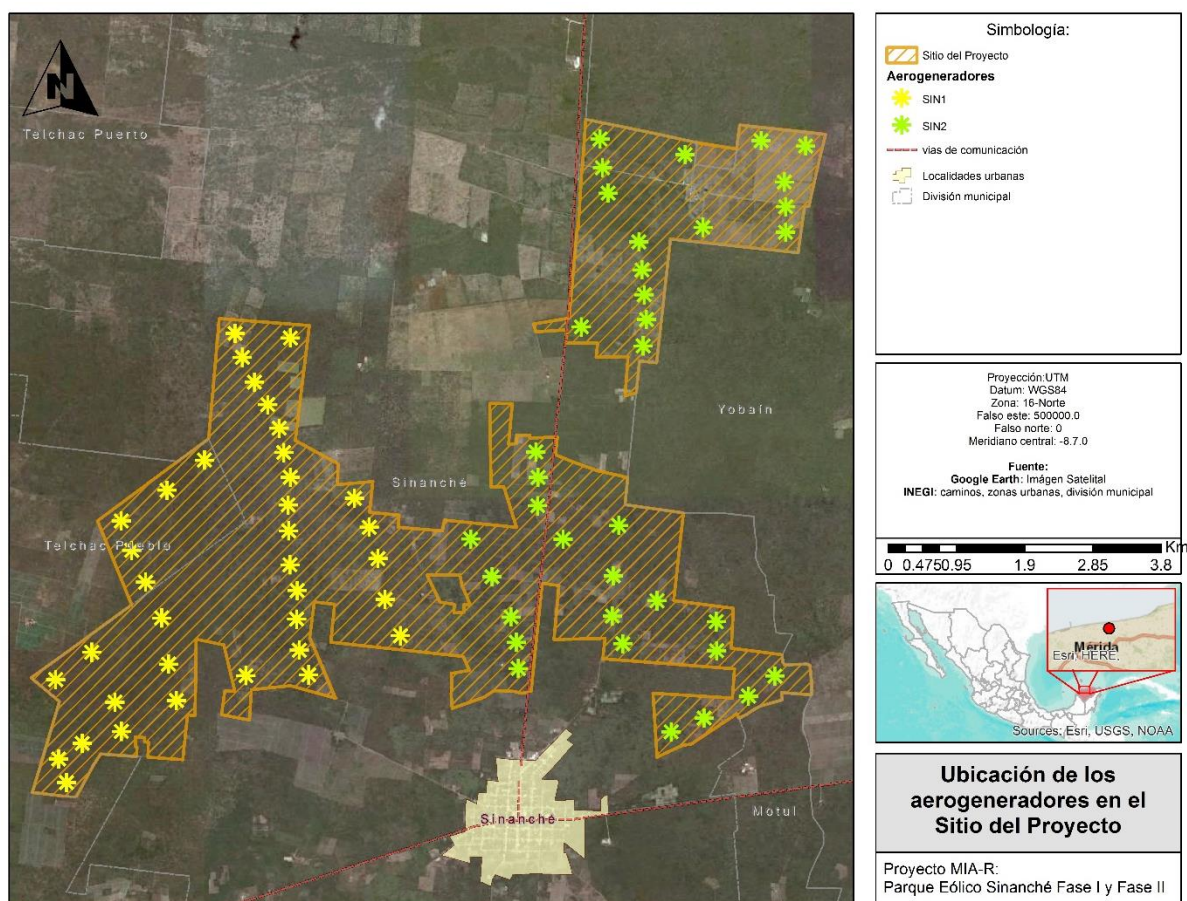 N
Telchac Puerto
Yobaín
Sinanché
Telchac Pueblo
Sinanché
Motul
Simbología:
Sitio del Proyecto
Aerogeneradores
SIN1
SIN2
vias de comunicación
Localidades urbanas
División municipal
Proyección:UTM
Datum: WGS84
Zona: 16-Norte
Falso este: 500000.0
Falso norte: 0
Meridiano central: -8.7.0
Fuente:
Google Earth: Imágen Satelital
INEGI: caminos, zonas urbanas, división municipal
Km
0 0.475 0.95 1.9 2.85 3.8
Mérida
Esri, HERE,
Sources: Esri, USGS, NOAA
Ubicación de los
aerogeneradores en el
Sitio del Proyecto
Proyecto MIA-R:
Parque Eólico Sinanché Fase I y Fase II